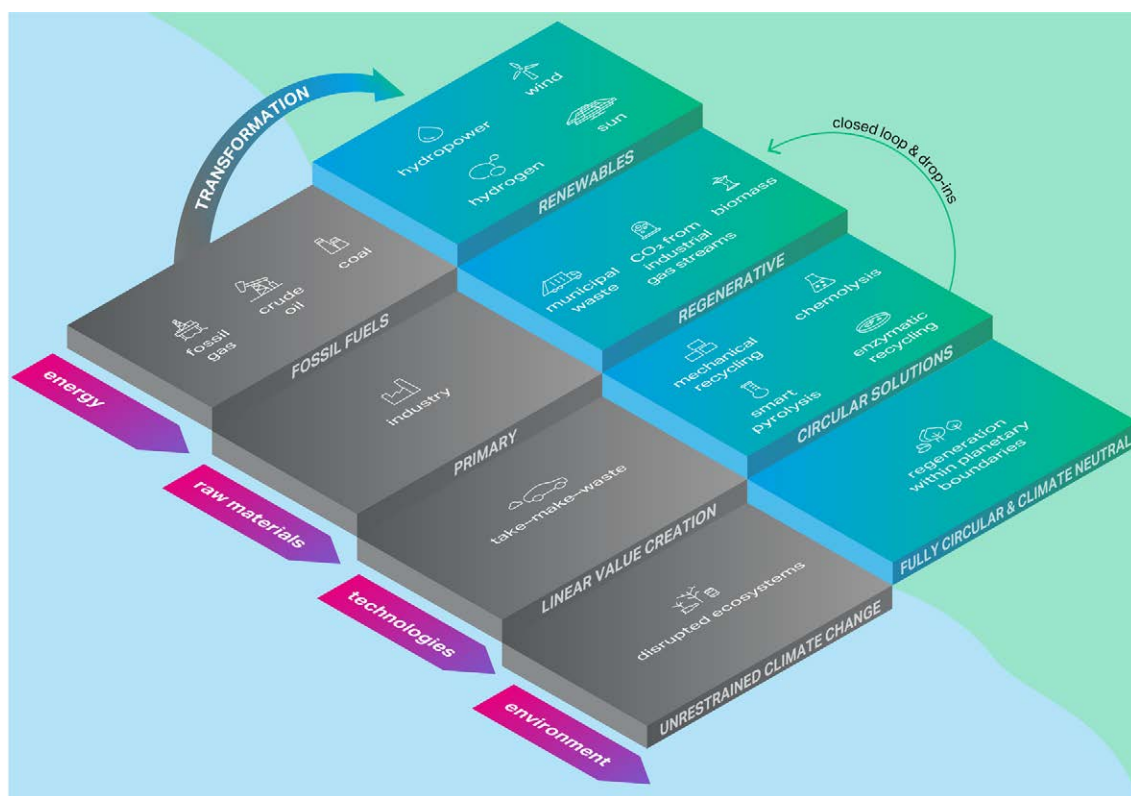 TRANSFORMATION
wind
hydropower
sun
hydrogen
RENEWABLES
closed loop & drop-ins
biomass
CO₂ from
industrial
gas streams
municipal
waste
REGENERATIVE
chemolysis
enzymatic
recycling
mechanical
recycling
smart
pyrolysis
CIRCULAR SOLUTIONS
regeneration
within planetary
boundaries
FULLY CIRCULAR & CLIMATE NEUTRAL
coal
crude
oil
fossil
gas
FOSSIL FUELS
industry
PRIMARY
take–make–waste
LINEAR VALUE CREATION
disrupted ecosystems
UNRESTRAINED CLIMATE CHANGE
energy
raw materials
technologies
environment